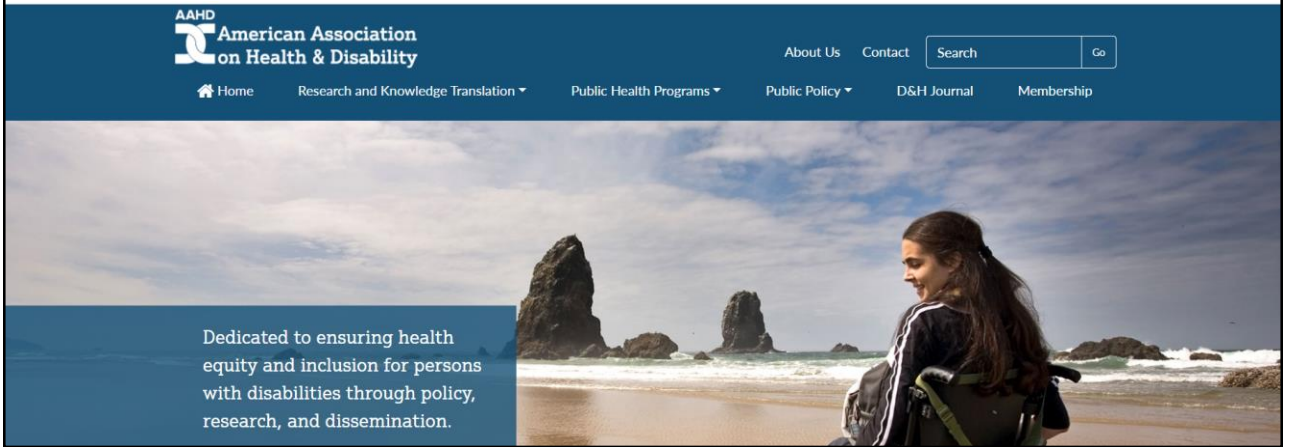 AAHD
American Association
on Health & Disability
About Us Contact Search Go
Home Research and Knowledge Translation Public Health Programs Public Policy D&H Journal Membership
Dedicated to ensuring health
equity and inclusion for persons
with disabilities through policy,
research, and dissemination.